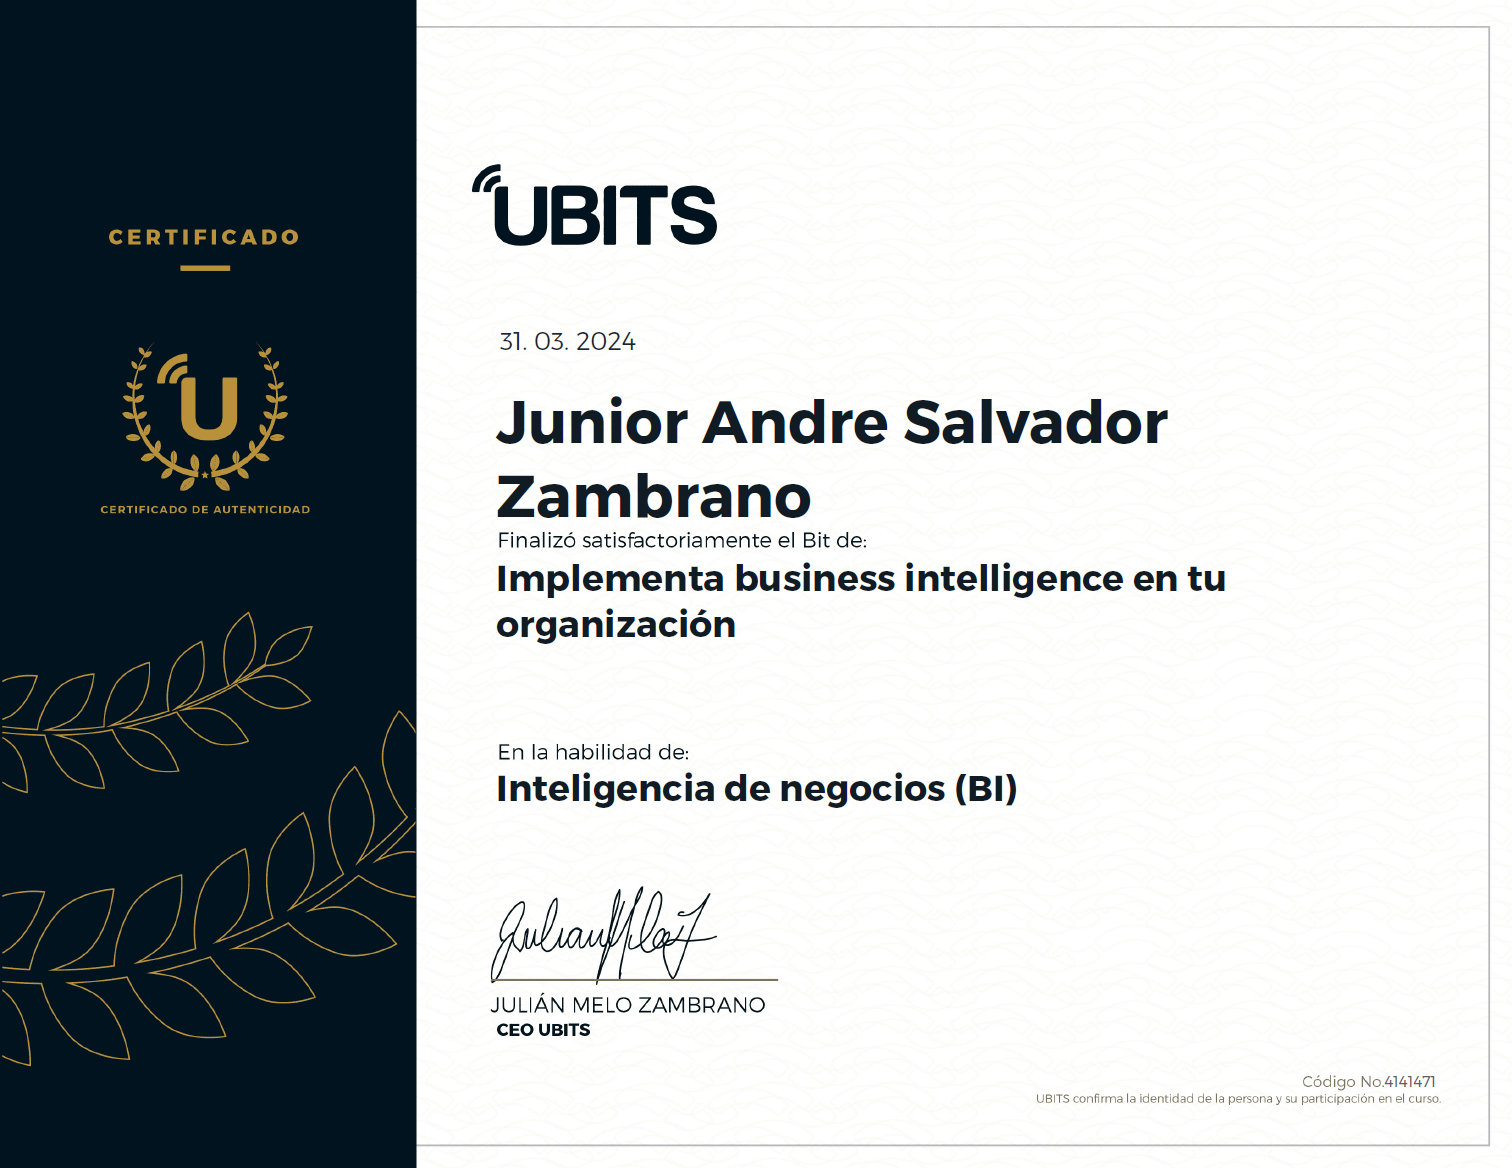 CERTIFICADO
U
CERTIFICADO DE AUTENTICIDAD
UBITS
31. 03. 2024
Junior Andre Salvador
Zambrano
Finalizó satisfactoriamente el Bit de:
Implementa business intelligence en tu
organización
En la habilidad de:
Inteligencia de negocios (BI)
JULIÁN MELO ZAMBRANO
CEO UBITS
Código No.4141471
UBITS confirma la identidad de la persona y su participación en el curso.